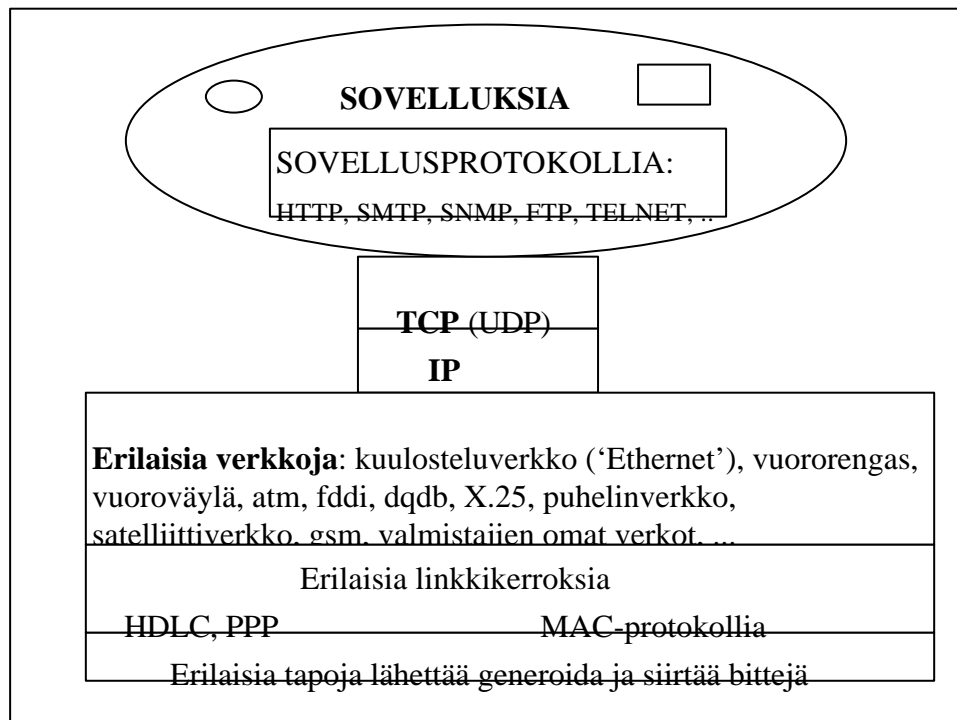 SOVELLUKSIA
SOVELLUSPROTOKOLLIA:
HTTP, SMTP, SNMP, FTP, TELNET, ..
TCP (UDP)
IP
Erilaisia verkkoja: kuulosteluverkko (‘Ethernet’), vuororengas,
vuoroväylä, atm, fddi, dqdb, X.25, puhelinverkko,
satelliittiverkko, gsm, valmistajien omat verkot, ...
Erilaisia linkkikerroksia
HDLC, PPP MAC-protokollia
Erilaisia tapoja lähettää generoida ja siirtää bittejä